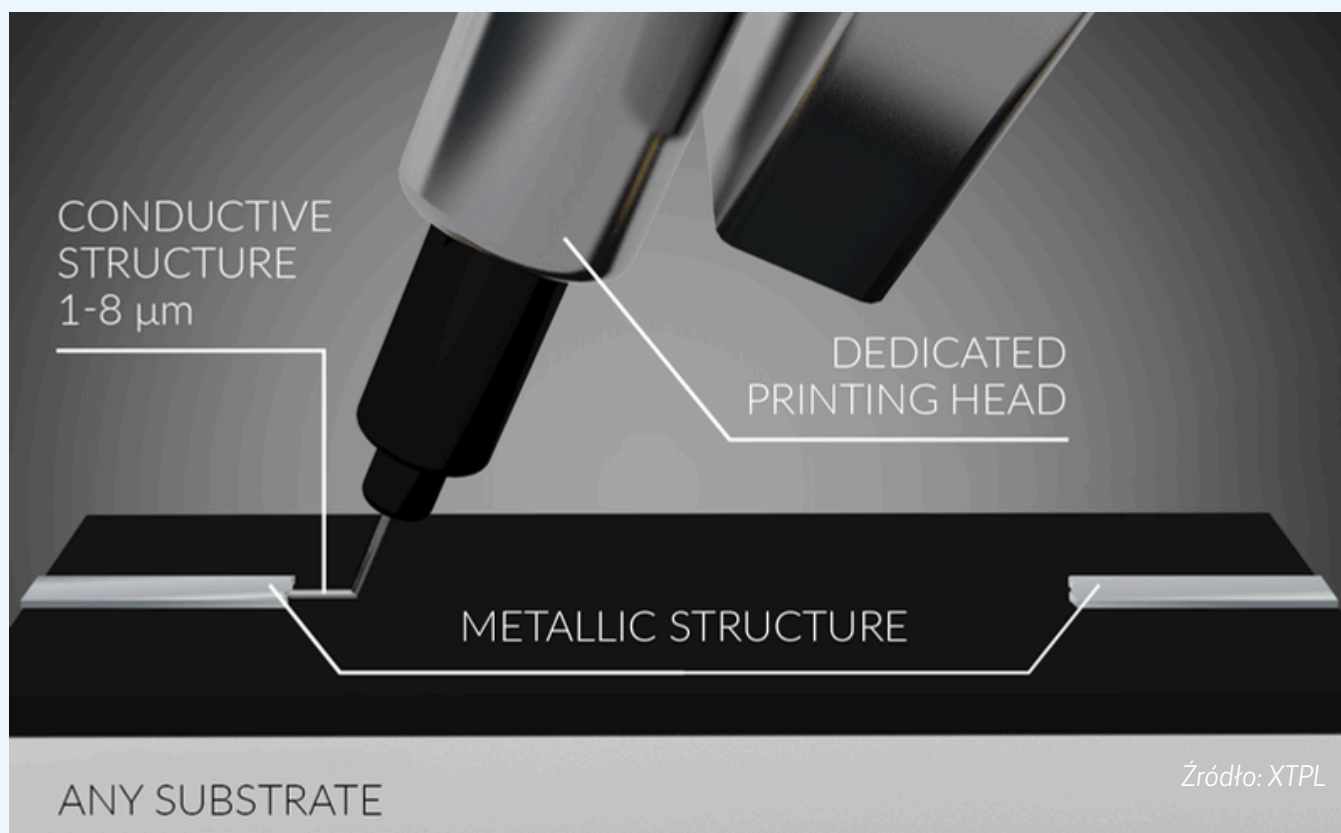 CONDUCTIVE
STRUCTURE
1-8 μm
DEDICATED
PRINTING HEAD
METALLIC STRUCTURE
ANY SUBSTRATE
Źródło: XTPL